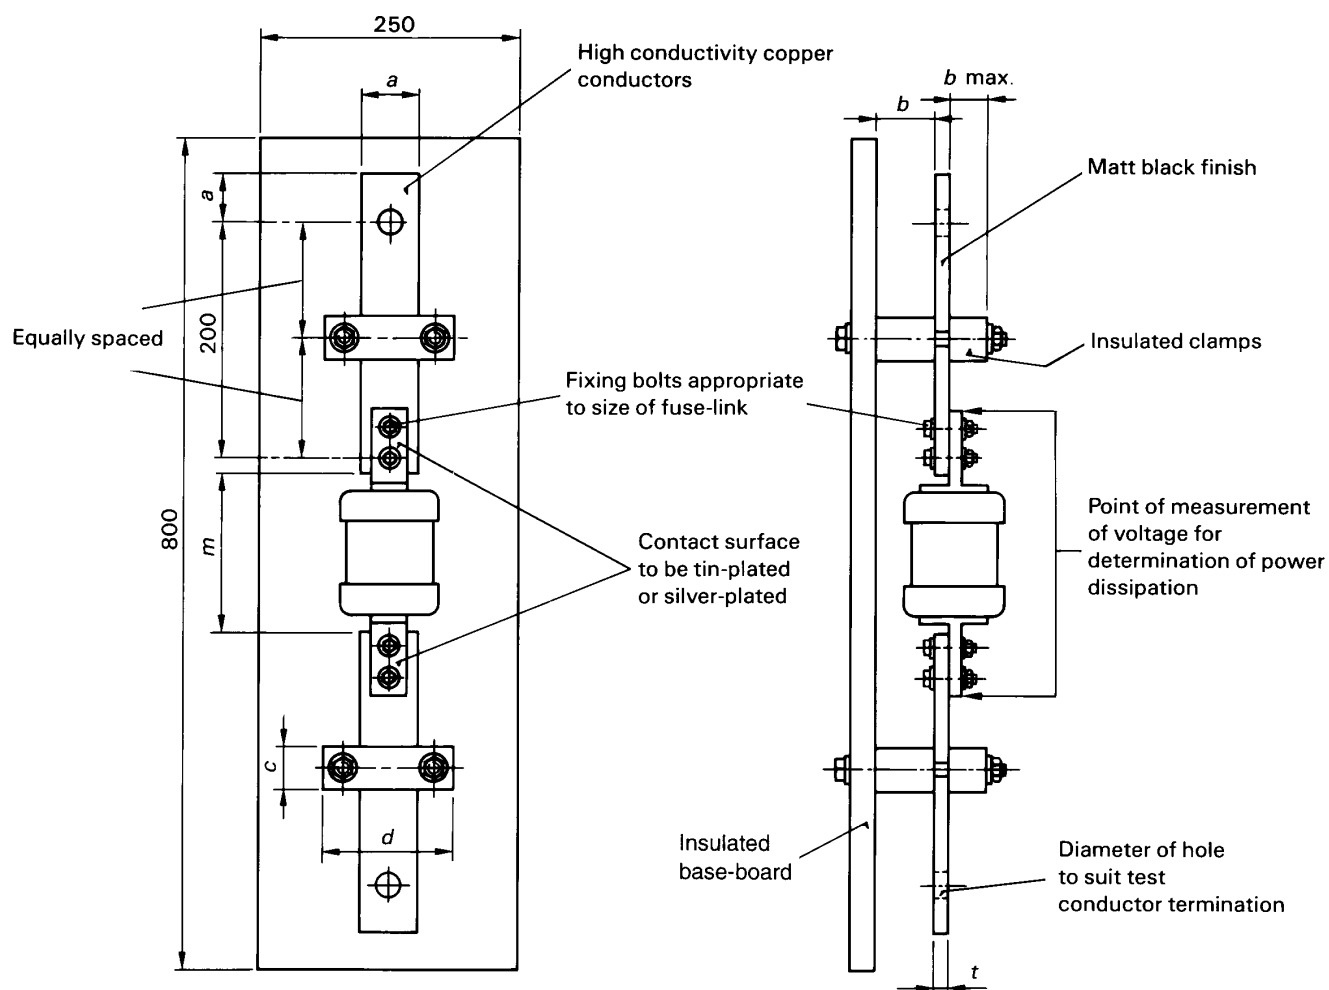 250
High conductivity copper
conductors
a
b max.
b
Matt black finish
a
200
Equally spaced
Insulated clamps
Fixing bolts appropriate
to size of fuse-link
800
m
Contact surface
to be tin-plated
or silver-plated
Point of measurement
of voltage for
determination of power
dissipation
c
d
Insulated
base-board
Diameter of hole
to suit test
conductor termination
t